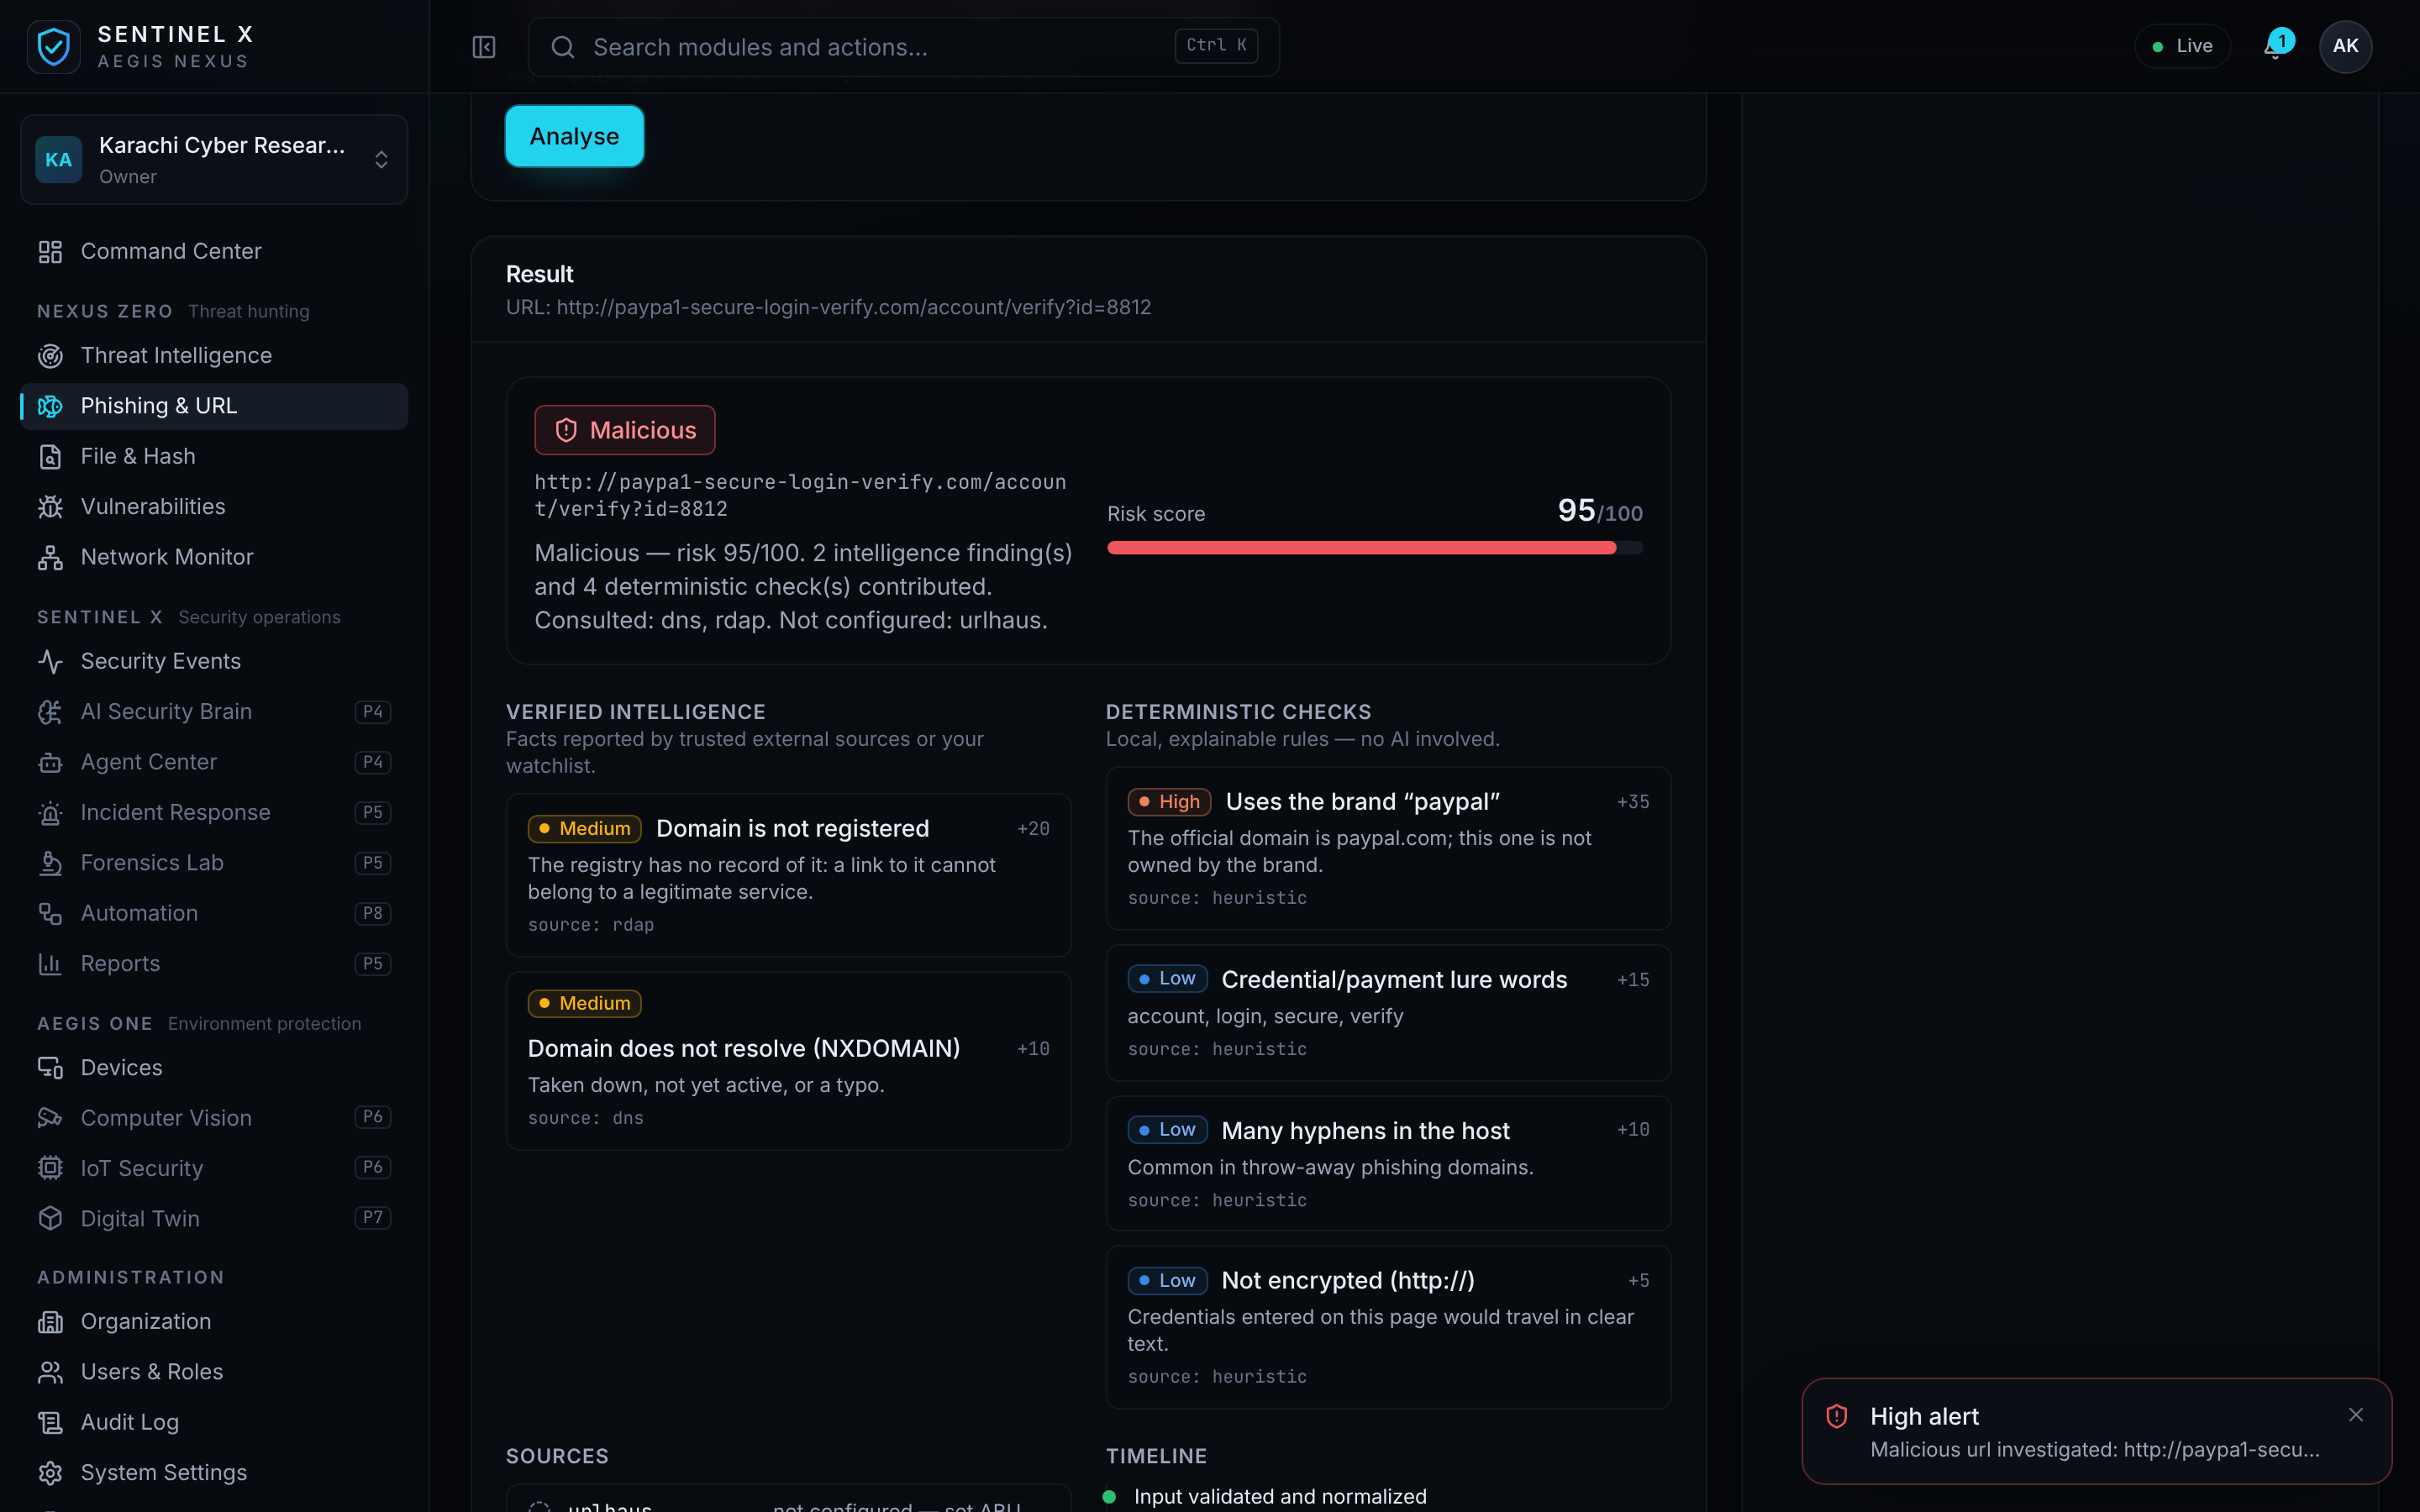 SENTINEL X
AEGIS NEXUS
Search modules and actions...
Ctrl K
Live
1
AK
KA
Karachi Cyber Resear...
Owner
Command Center
NEXUS ZERO Threat hunting
Threat Intelligence
Phishing & URL
File & Hash
Vulnerabilities
Network Monitor
SENTINEL X Security operations
Security Events
AI Security Brain P4
Agent Center P4
Incident Response P5
Forensics Lab P5
Automation P8
Reports P5
AEGIS ONE Environment protection
Devices
Computer Vision P6
IoT Security P6
Digital Twin P7
ADMINISTRATION
Organization
Users & Roles
Audit Log
System Settings
Analyse
Result
URL: http://paypa1-secure-login-verify.com/account/verify?id=8812
Malicious
http://paypa1-secure-login-verify.com/accoun
t/verify?id=8812
Malicious — risk 95/100. 2 intelligence finding(s)
and 4 deterministic check(s) contributed.
Consulted: dns, rdap. Not configured: urlhaus.
Risk score 95/100
VERIFIED INTELLIGENCE
Facts reported by trusted external sources or your
watchlist.
Medium Domain is not registered +20
The registry has no record of it: a link to it cannot
belong to a legitimate service.
source: rdap
Medium
Domain does not resolve (NXDOMAIN) +10
Taken down, not yet active, or a typo.
source: dns
DETERMINISTIC CHECKS
Local, explainable rules — no AI involved.
High Uses the brand “paypal” +35
The official domain is paypal.com; this one is not
owned by the brand.
source: heuristic
Low Credential/payment lure words +15
account, login, secure, verify
source: heuristic
Low Many hyphens in the host +10
Common in throw-away phishing domains.
source: heuristic
Low Not encrypted (http://) +5
Credentials entered on this page would travel in clear
text.
source: heuristic
SOURCES
urlhaus not configured — set ABU
TIMELINE
Input validated and normalized
High alert
Malicious url investigated: http://paypa1-secu...